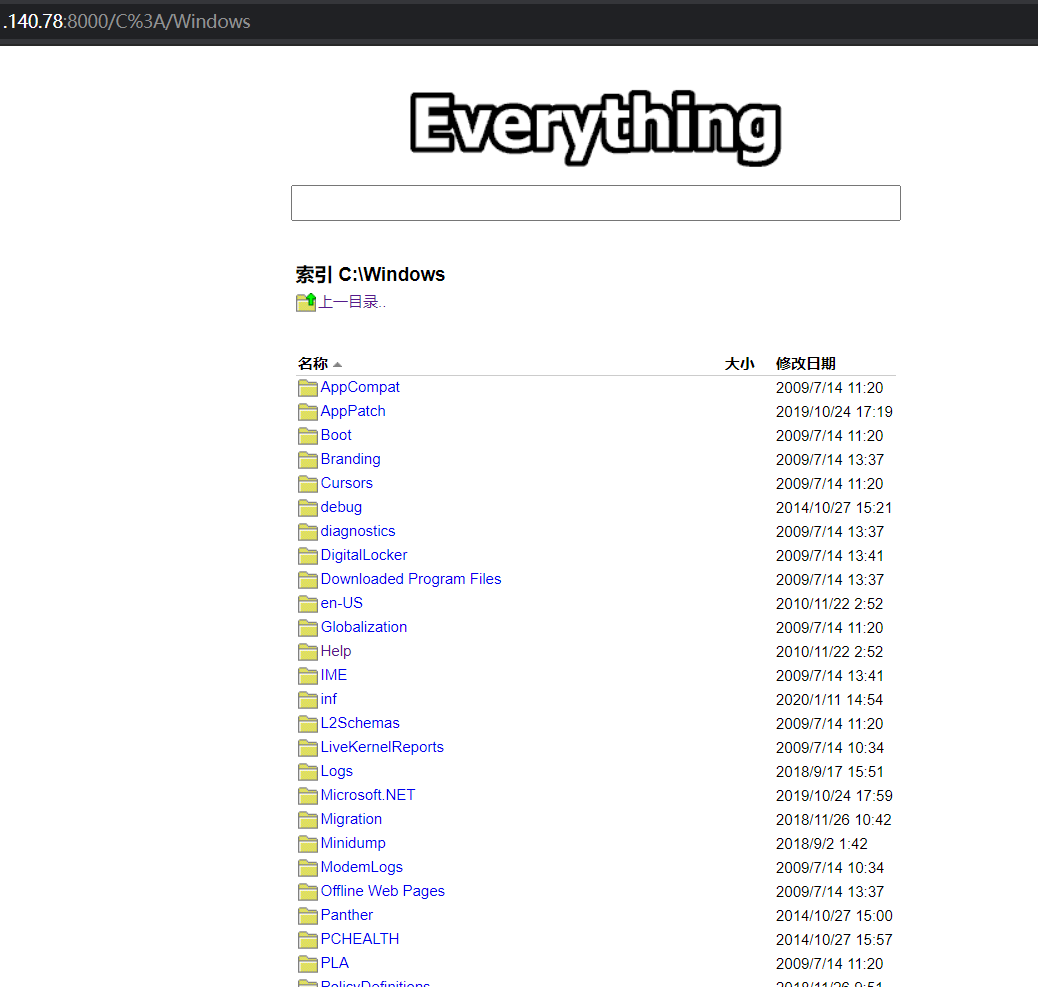 .140.78:8000/C%3A/Windows
Everything
索引 C:\Windows
上一目录..
名称 大小 修改日期
AppCompat 2009/7/14 11:20
AppPatch 2019/10/24 17:19
Boot 2009/7/14 11:20
Branding 2009/7/14 13:37
Cursors 2009/7/14 11:20
debug 2014/10/27 15:21
diagnostics 2009/7/14 13:37
DigitalLocker 2009/7/14 13:41
Downloaded Program Files 2009/7/14 13:37
en-US 2010/11/22 2:52
Globalization 2009/7/14 11:20
Help 2010/11/22 2:52
IME 2009/7/14 13:41
inf 2020/1/11 14:54
L2Schemas 2009/7/14 11:20
LiveKernelReports 2009/7/14 10:34
Logs 2018/9/17 15:51
Microsoft.NET 2019/10/24 17:59
Migration 2018/11/26 10:42
Minidump 2018/9/2 1:42
ModemLogs 2009/7/14 10:34
Offline Web Pages 2009/7/14 13:37
Panther 2014/10/27 15:00
PCHEALTH 2014/10/27 15:57
PLA 2009/7/14 11:20
PolicyDefinitions 2018/11/26 9:51